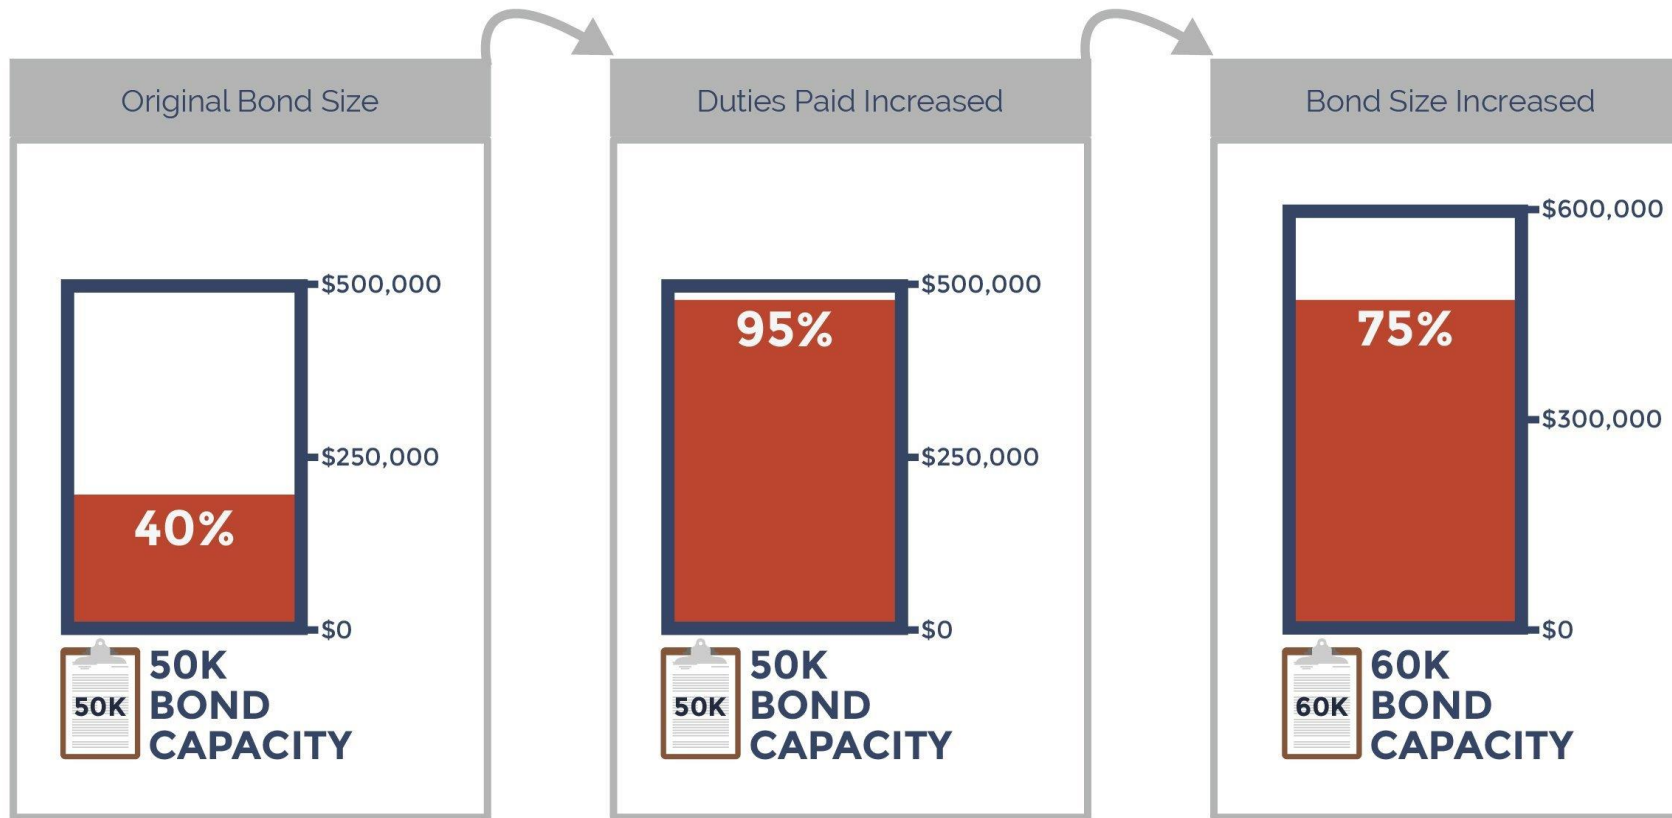 Original Bond Size
$500,000
$250,000
40%
$0
50K
50K
BOND
CAPACITY
Duties Paid Increased
$500,000
95%
$250,000
$0
50K
50K
BOND
CAPACITY
Bond Size Increased
$600,000
75%
$300,000
$0
60K
60K
BOND
CAPACITY